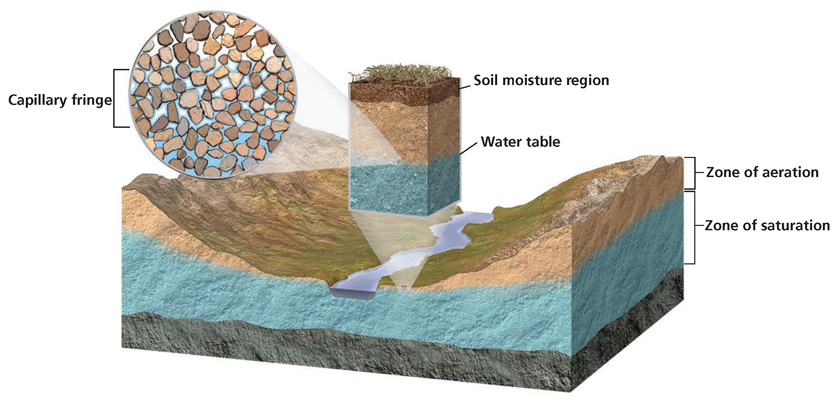 Soil moisture region
Capillary fringe
Water table
Zone of aeration
Zone of saturation